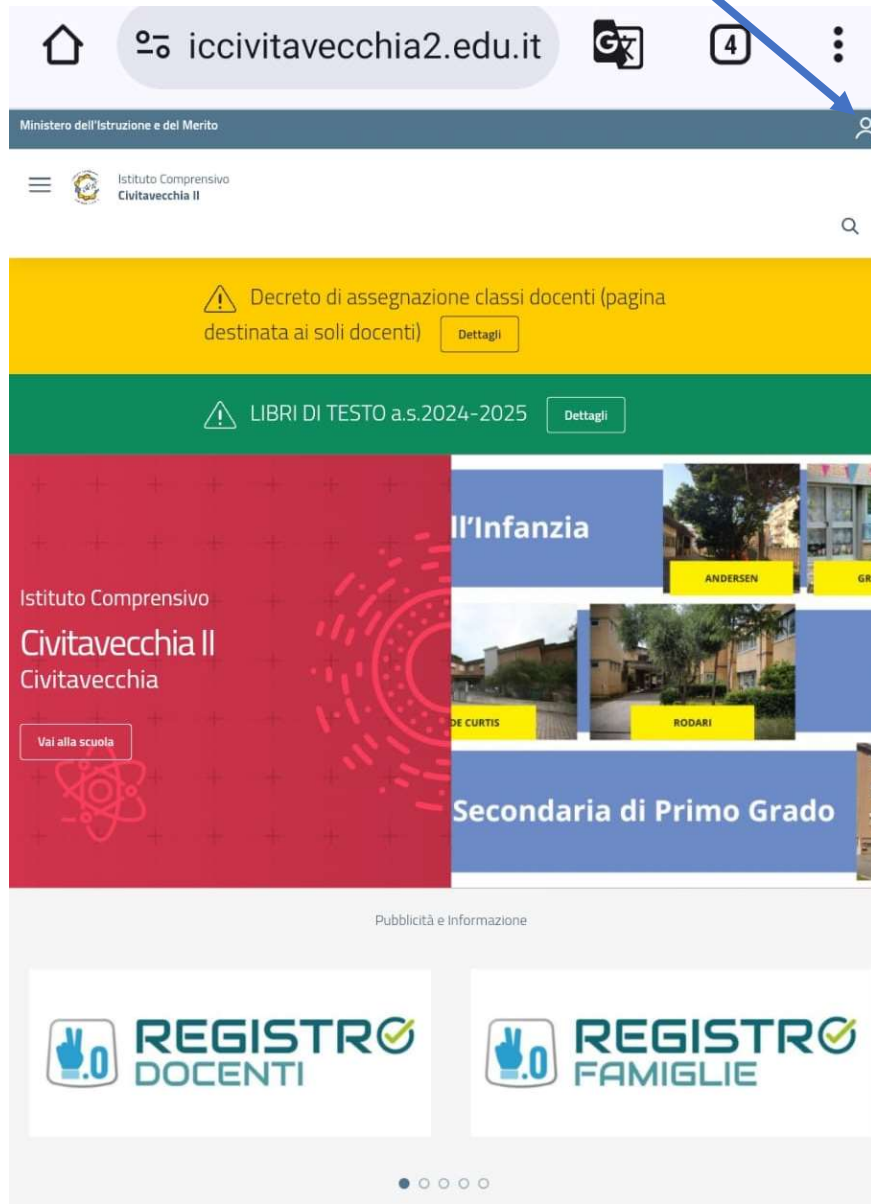 iccivitavecchia2.edu.it
4
Ministero dell'Istruzione e del Merito
Istituto Comprensivo
Civitavecchia II
Decreto di assegnazione classi docenti (pagina
destinata ai soli docenti) Dettagli
LIBRI DI TESTO a.s.2024-2025 Dettagli
ll'Infanzia
ANDERSEN
GR
Istituto Comprensivo
Civitavecchia II
Civitavecchia
Vai alla scuola
DE CURTIS
RODARI
Secondaria di Primo Grado
Pubblicità e Informazione
.0 REGISTRO
DOCENTI
.0 REGISTRO
FAMIGLIE